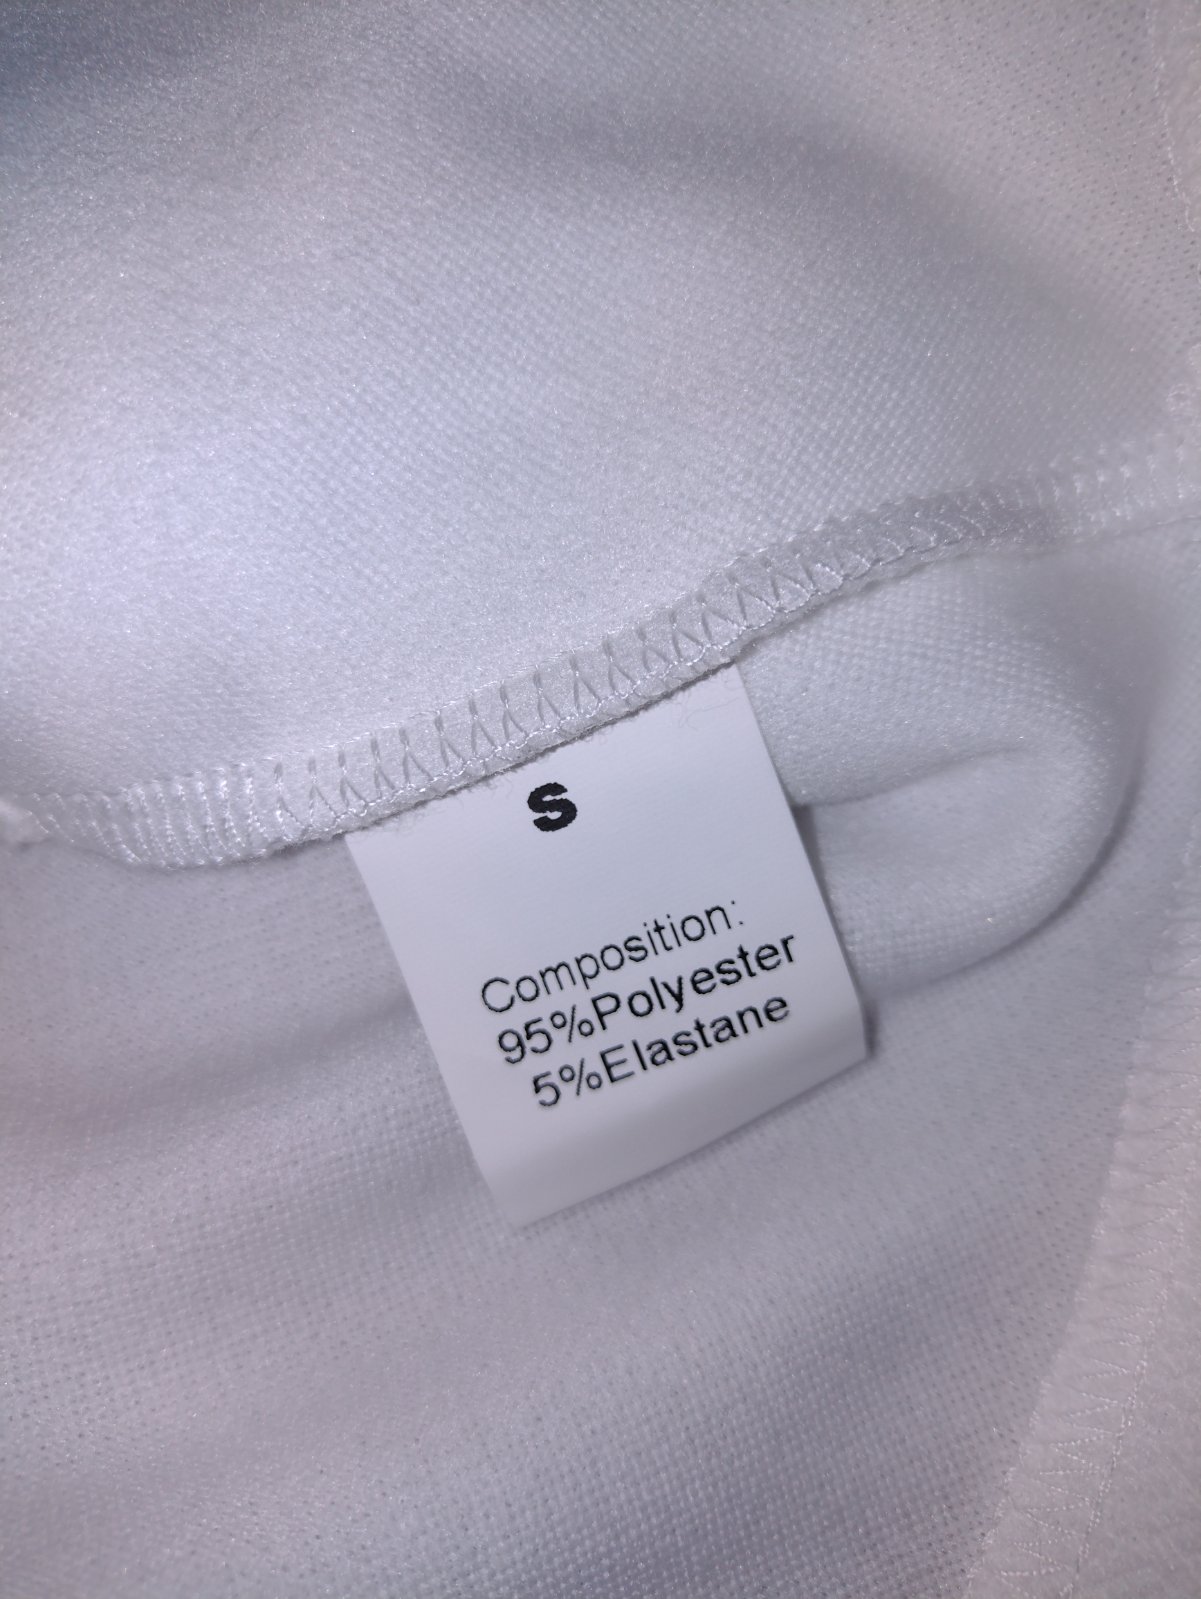 S
Composition:
95%Polyester
5%Elastane